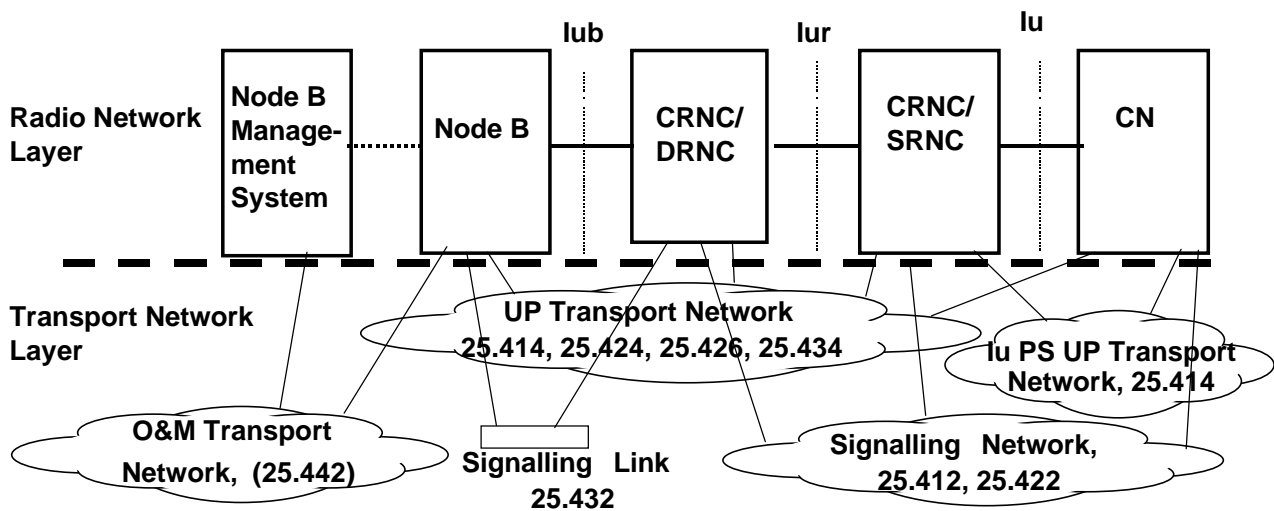 Iub
Iur
Iu
Radio Network
Layer
Node B
Manage-
ment
System
Node B
CRNC/
DRNC
CRNC/
SRNC
CN
Transport Network
Layer
UP Transport Network
25.414, 25.424, 25.426, 25.434
Iu PS UP Transport
Network, 25.414
O&M Transport
Network, (25.442)
Signalling Link
25.432
Signalling Network,
25.412, 25.422